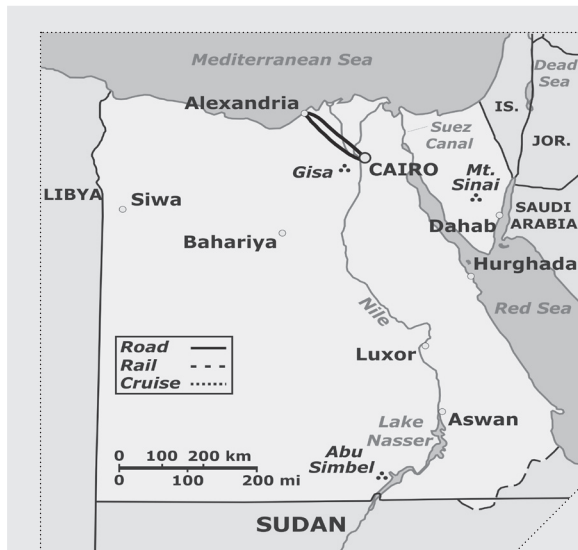 Mediterranean Sea
Dead
Sea
Alexandria
IS.
Suez
Canal
JOR.
Gisa
CAIRO
Mt.
Sinai
LIBYA
Siwa
SAUDI
ARABIA
Dahab
Bahariya
Hurghada
Red Sea
Nile
Road
Rail
Cruise
Luxor
Lake
Nasser
Aswan
Abu
Simbel
0 100 200 km
0 100 200 mi
SUDAN